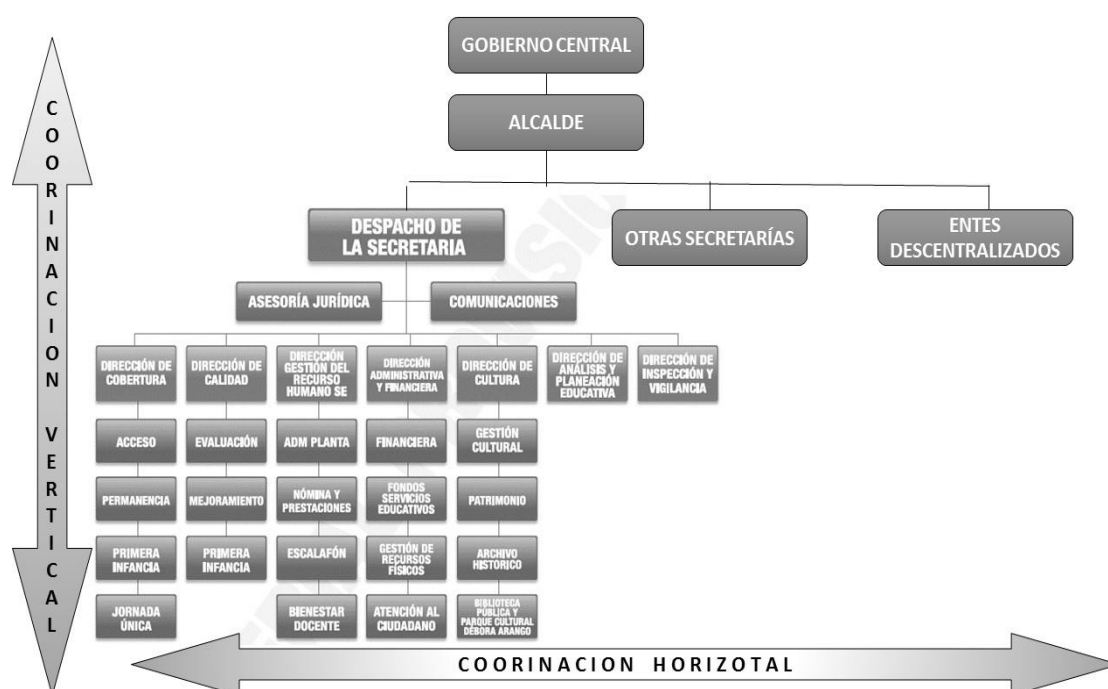 GOBIERNO CENTRAL
ALCALDE
DESPACHO DE
LA SECRETARIA
OTRAS SECRETARÍAS
ENTES
DESCENTRALIZADOS
ASESORÍA JURÍDICA
COMUNICACIONES
DIRECCIÓN DE
COBERTURA
DIRECCIÓN DE
CALIDAD
DIRECCIÓN
GESTIÓN DEL
RECURSO
HUMANO SE
DIRECCIÓN
ADMINISTRATIVA
Y FINANCIERA
DIRECCIÓN DE
CULTURA
DIRECCIÓN DE
ANÁLISIS Y
PLANEACIÓN
EDUCATIVA
DIRECCIÓN DE
INSPECCIÓN Y
VIGILANCIA
ACCESO
EVALUACIÓN
ADM PLANTA
FINANCIERA
GESTIÓN
CULTURAL
PERMANENCIA
MEJORAMIENTO
NÓMINA Y
PRESTACIONES
FONDOS
SERVICIOS
EDUCATIVOS
PATRIMONIO
PRIMERA
INFANCIA
PRIMERA
INFANCIA
ESCALAFÓN
GESTIÓN DE
RECURSOS
FÍSICOS
ARCHIVO
HISTORICO
JORNADA
ÚNICA
BIENESTAR
DOCENTE
ATENCIÓN AL
CIUDADANO
BIBLIOTECA
PÚBLICA Y
PARQUE CULTURAL
DÉBORA ARANGO
COORINACION VERTICAL
COORINACION HORIZOTAL